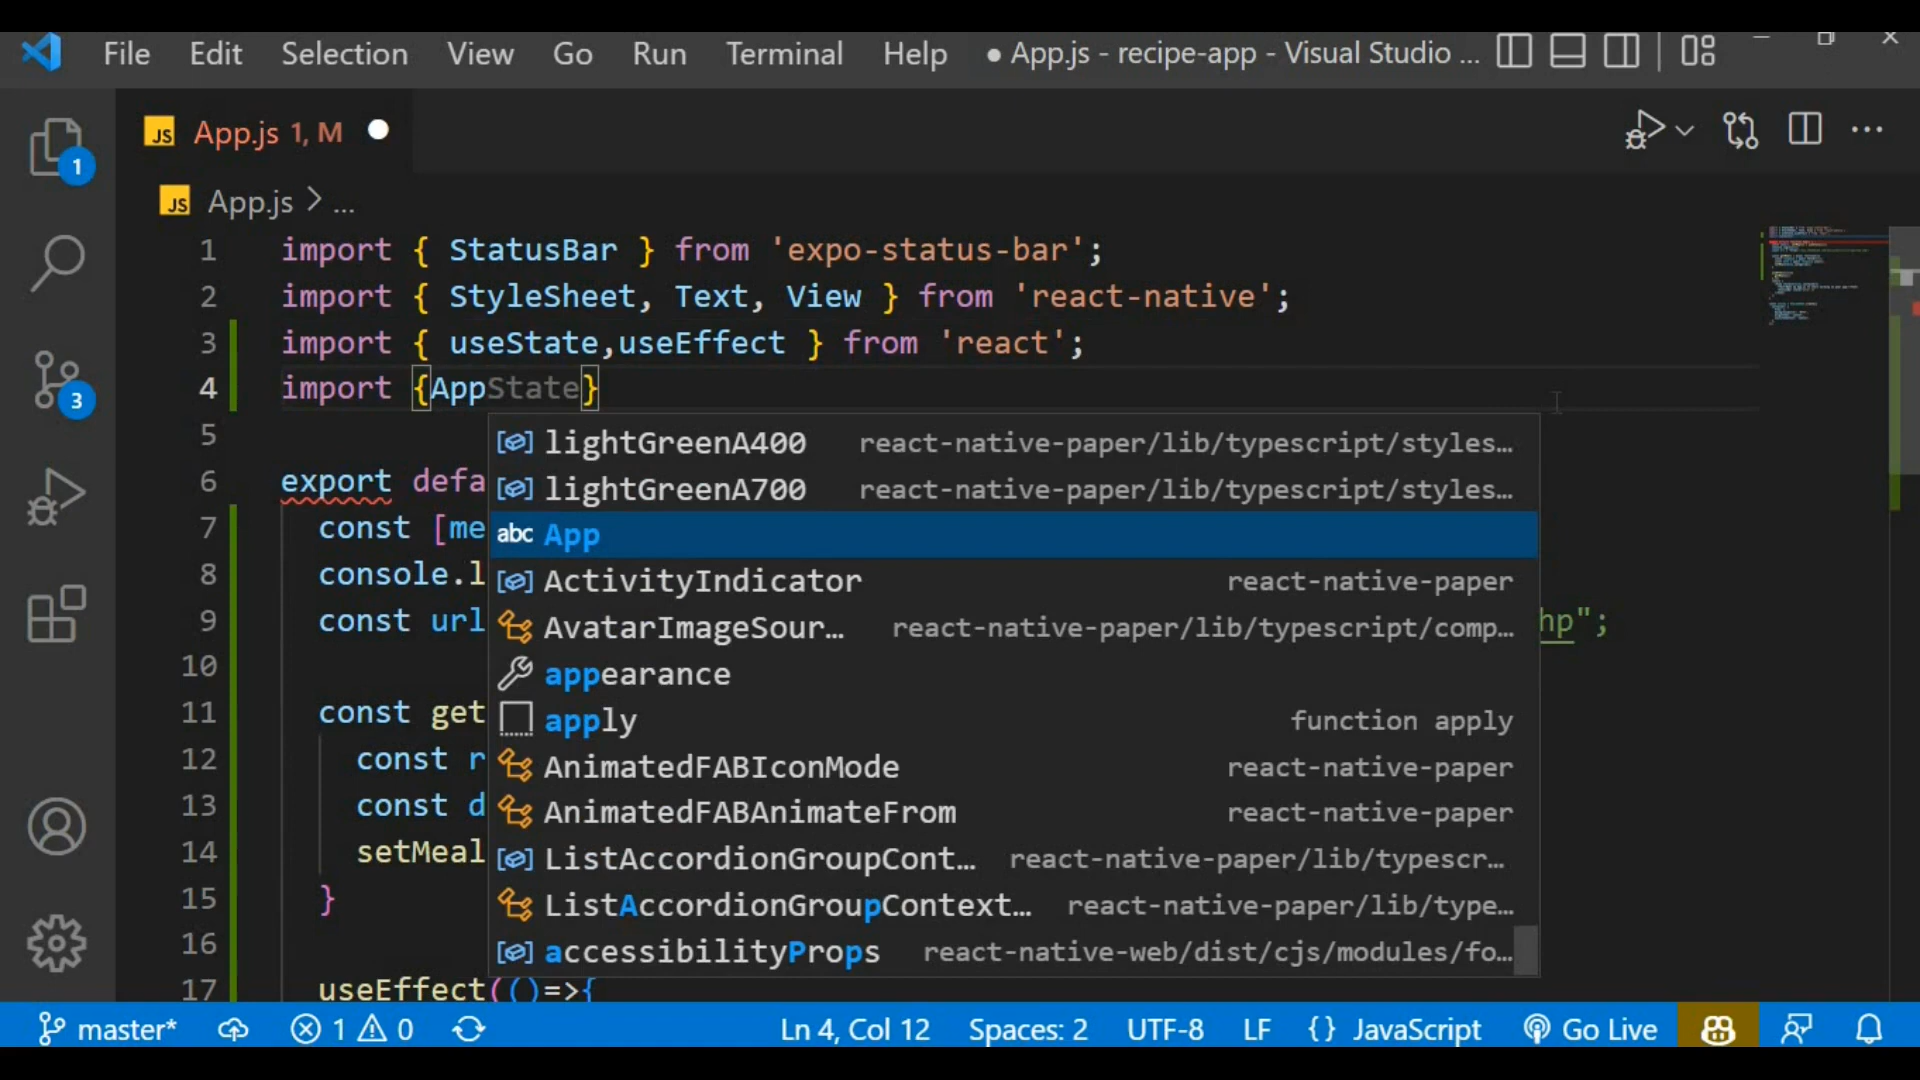 File Edit Selection View Go Run Terminal Help ● App.js - recipe-app - Visual Studio ...
JS App.js 1, M
JS App.js > ...
1
3
1 import { StatusBar } from 'expo-status-bar';
2 import { StyleSheet, Text, View } from 'react-native';
3 import { useState,useEffect } from 'react';
4 import {AppState}
5
lightGreenA400 react-native-paper/lib/typescript/styles…
6 export defa
lightGreenA700 react-native-paper/lib/typescript/styles…
7 const [me
abc App
8 console.l
ActivityIndicator react-native-paper
9 const url
AvatarImageSour… react-native-paper/lib/typescript/comp…
hp";
10
appearance
11 const get
apply function apply
12 const r
AnimatedFABIconMode react-native-paper
13 const d
AnimatedFABAnimateFrom react-native-paper
14 setMeal
ListAccordionGroupCont… react-native-paper/lib/typescr…
15 }
ListAccordionGroupContext… react-native-paper/lib/type…
16
accessibilityProps react-native-web/dist/cjs/modules/fo…
17 useEffect(()=>{
master* 1 0 Ln 4, Col 12 Spaces: 2 UTF-8 LF {} JavaScript Go Live